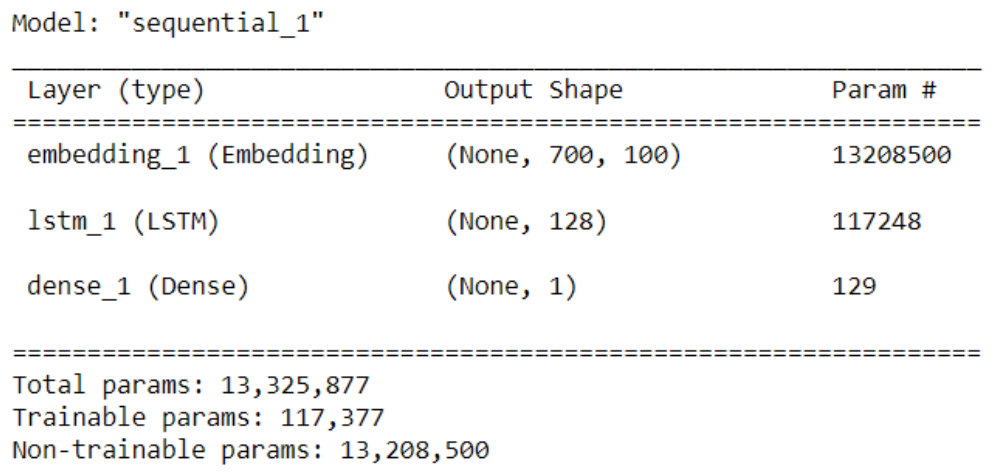 Model: "sequential_1"
Layer (type) Output Shape Param #
embedding_1 (Embedding) (None, 700, 100) 13208500
lstm_1 (LSTM) (None, 128) 117248
dense_1 (Dense) (None, 1) 129
Total params: 13,325,877
Trainable params: 117,377
Non-trainable params: 13,208,500